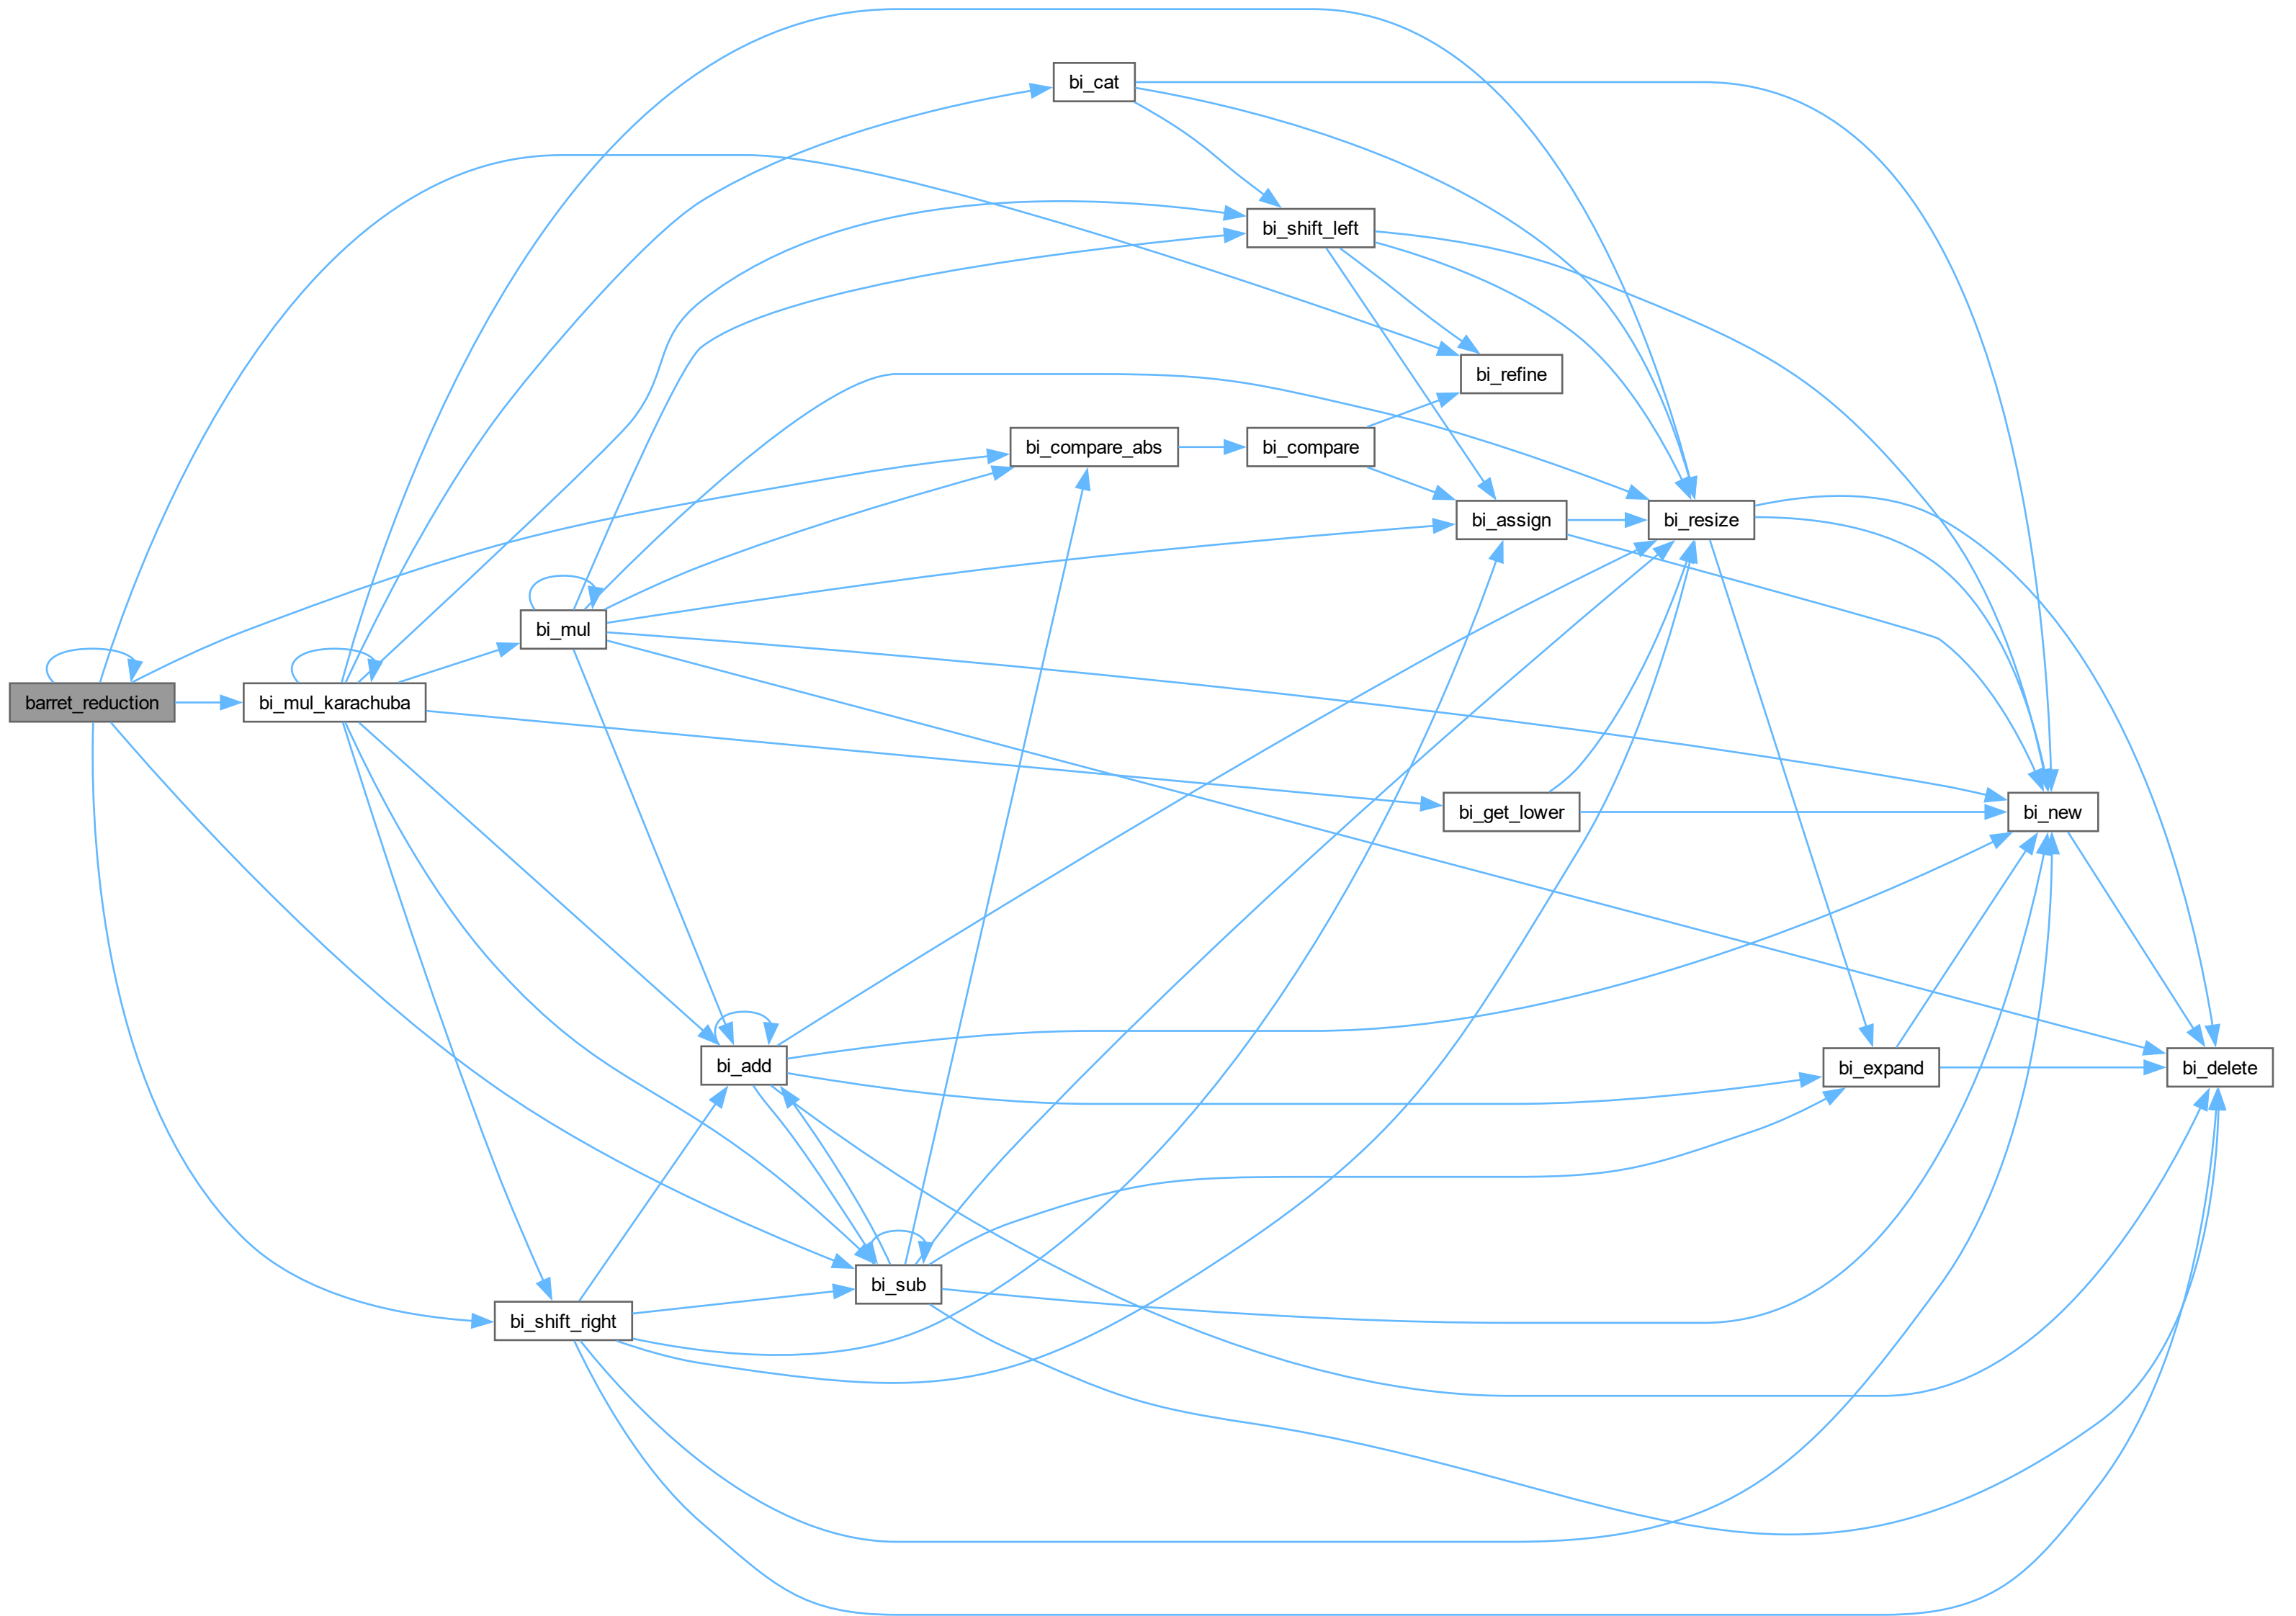 bi_cat
bi_shift_left
bi_refine
bi_compare_abs
bi_compare
bi_assign
bi_resize
bi_mul
barret_reduction
bi_mul_karachuba
bi_get_lower
bi_new
bi_add
bi_expand
bi_delete
bi_sub
bi_shift_right